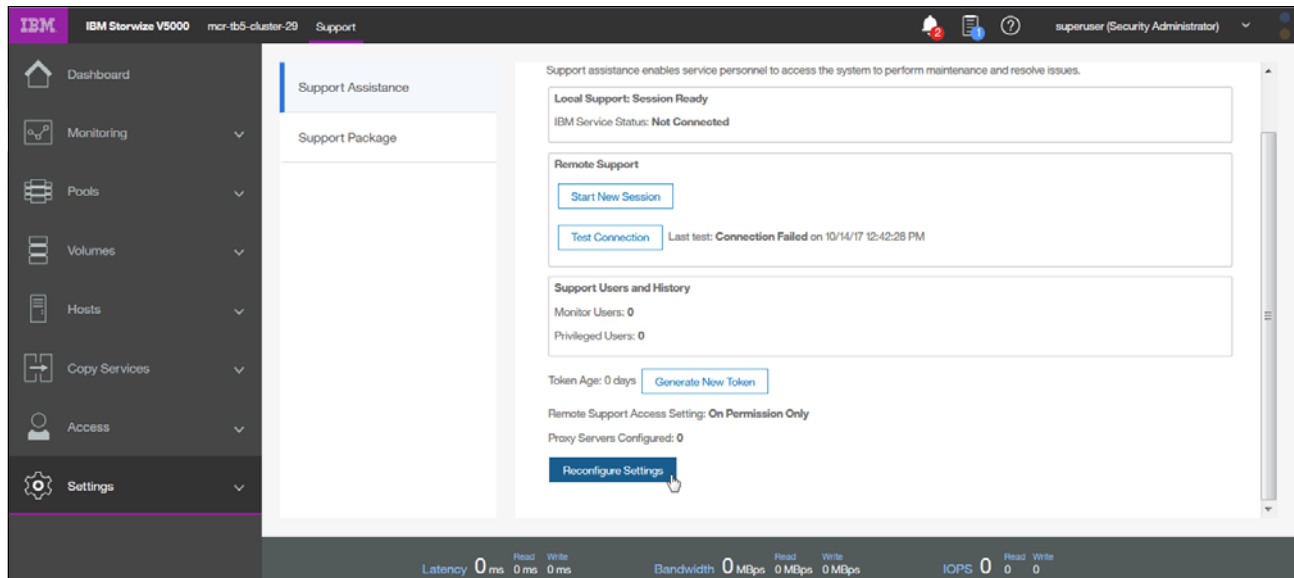 IBM IBM Storwize V5000 mcr-tb5-cluster-29 Support 2 1 superuser (Security Administrator)
Dashboard
Monitoring
Pools
Volumes
Hosts
Copy Services
Access
Settings
Support Assistance
Support Package
Support assistance enables service personnel to access the system to perform maintenance and resolve issues.
Local Support: Session Ready
IBM Service Status: Not Connected
Remote Support
Start New Session
Test Connection Last test: Connection Failed on 10/14/17 12:42:28 PM
Support Users and History
Monitor Users: 0
Privileged Users: 0
Token Age: 0 days Generate New Token
Remote Support Access Setting: On Permission Only
Proxy Servers Configured: 0
Reconfigure Settings
Read Write Read Write Read Write
Latency 0 ms 0 ms 0 ms Bandwidth 0 MBps 0 MBps 0 MBps IOPS 0 0 0